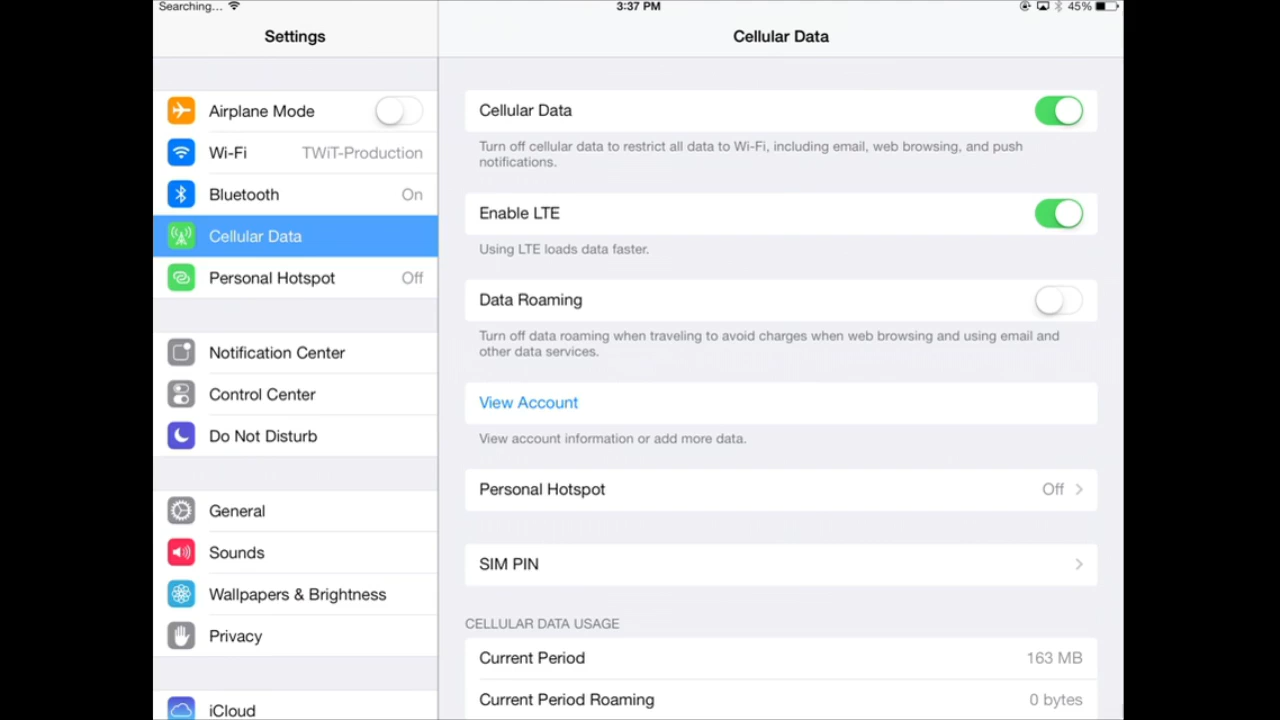 Searching...
3:37 PM
45%
Settings
Cellular Data
Airplane Mode
Wi-Fi TWiT-Production
Bluetooth On
Cellular Data
Personal Hotspot Off
Notification Center
Control Center
Do Not Disturb
General
Sounds
Wallpapers & Brightness
Privacy
iCloud
Cellular Data
Turn off cellular data to restrict all data to Wi-Fi, including email, web browsing, and push
notifications.
Enable LTE
Using LTE loads data faster.
Data Roaming
Turn off data roaming when traveling to avoid charges when web browsing and using email and
other data services.
View Account
View account information or add more data.
Personal Hotspot Off
SIM PIN
CELLULAR DATA USAGE
Current Period 163 MB
Current Period Roaming 0 bytes